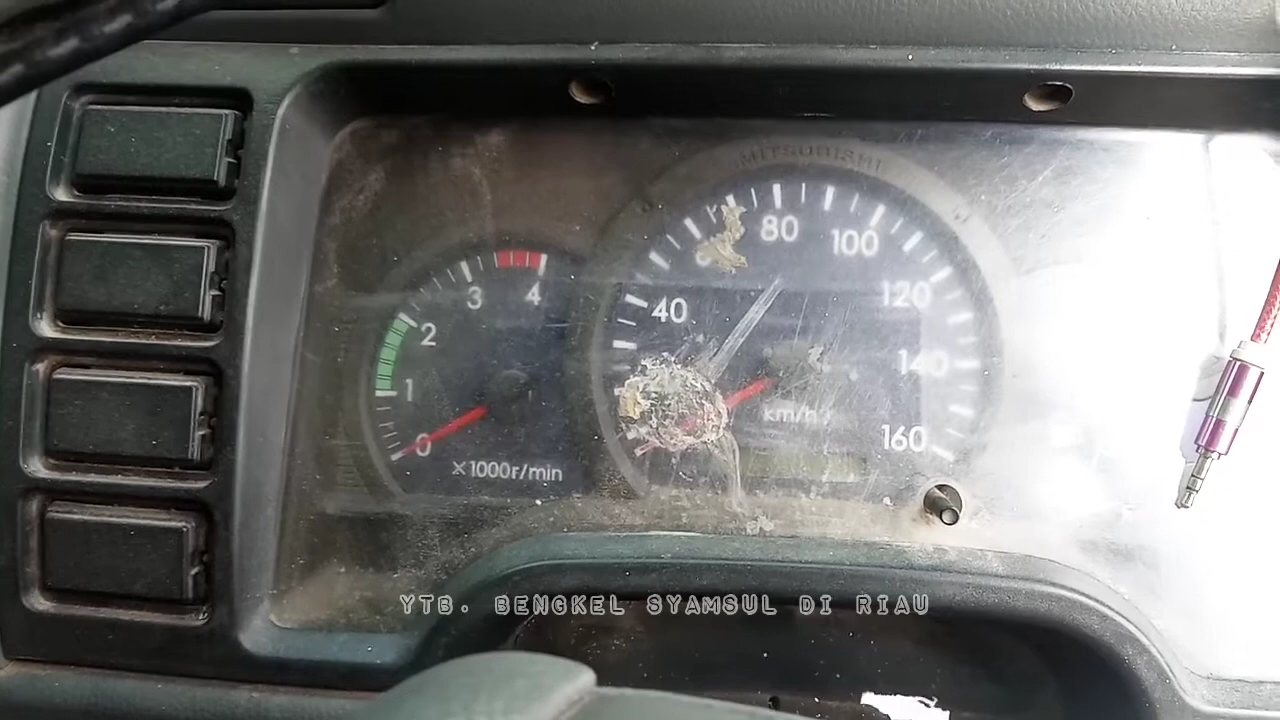 MITSUBISHI
80
100
40
120
140
160
km/h
3
4
2
1
0
×1000r/min
YTB. BENGKEL SYAMSUL DI RIAU